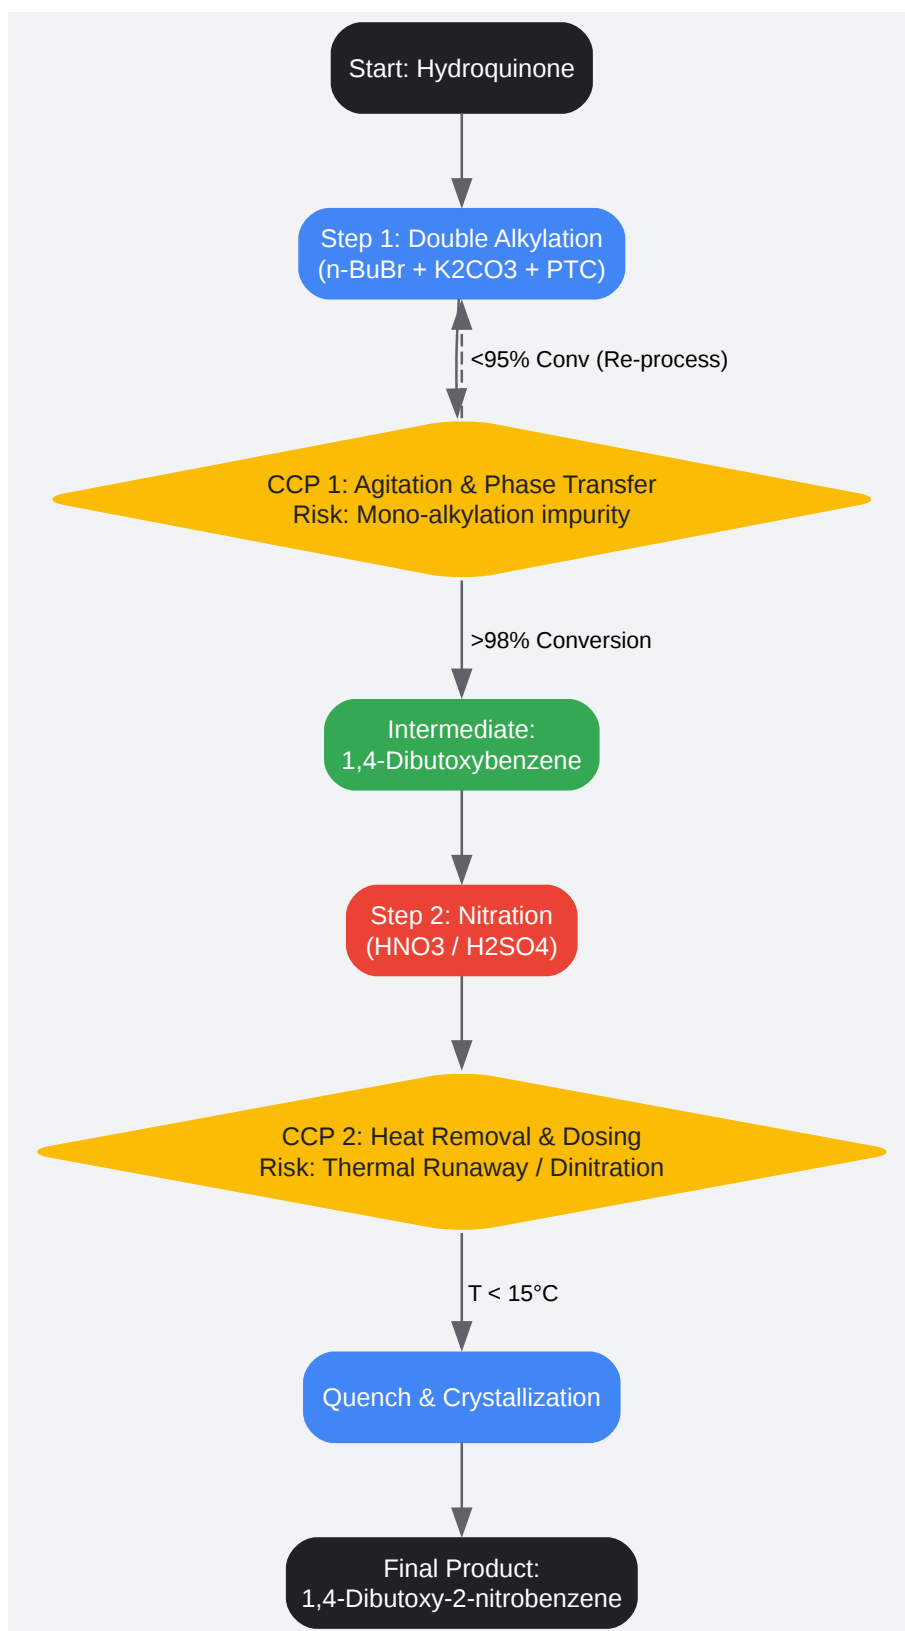 Start: Hydroquinone
Step 1: Double Alkylation
(n-BuBr + K2CO3 + PTC)
<95% Conv (Re-process)
CCP 1: Agitation & Phase Transfer
Risk: Mono-alkylation impurity
>98% Conversion
Intermediate:
1,4-Dibutoxybenzene
Step 2: Nitration
(HNO3 / H2SO4)
CCP 2: Heat Removal & Dosing
Risk: Thermal Runaway / Dinitration
T < 15°C
Quench & Crystallization
Final Product:
1,4-Dibutoxy-2-nitrobenzene